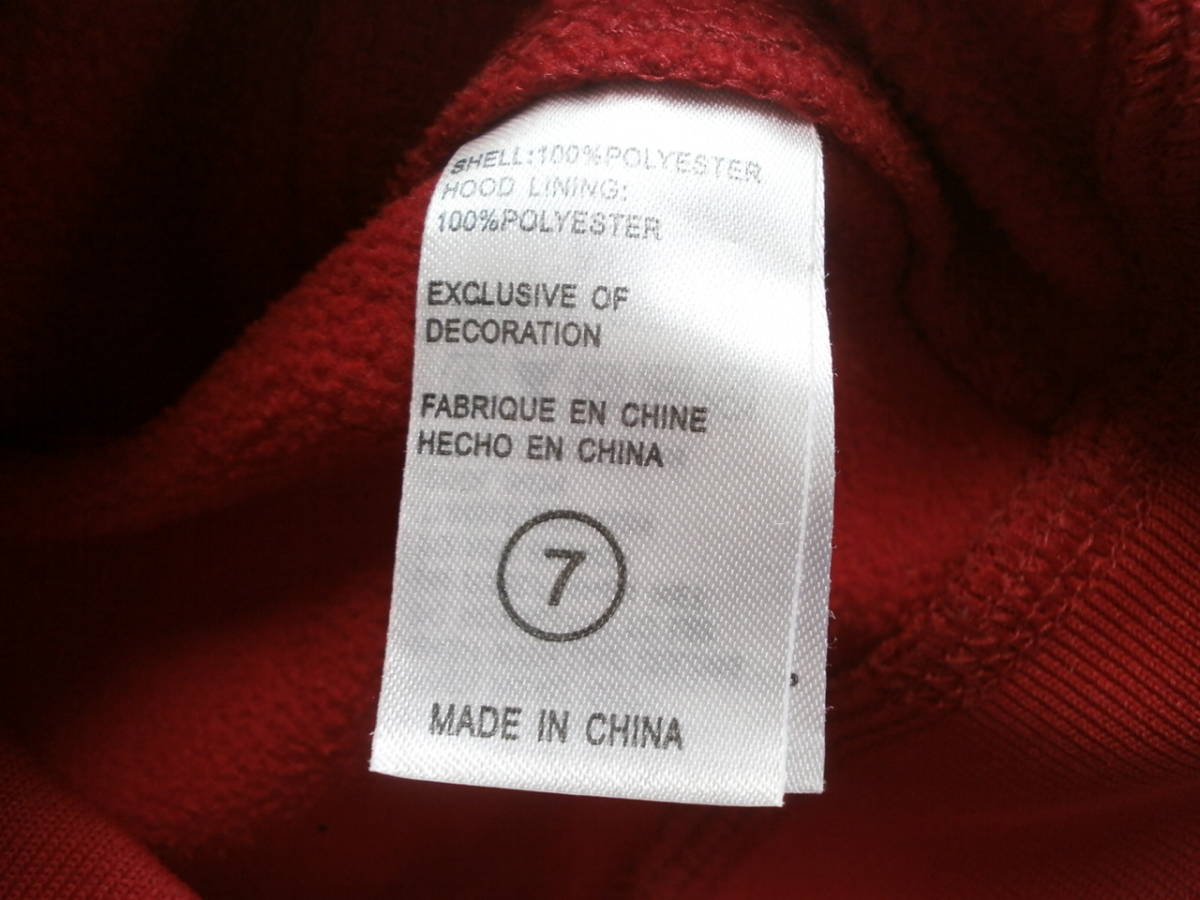 SHELL:100%POLYESTER
HOOD LINING:
100%POLYESTER
EXCLUSIVE OF
DECORATION
FABRIQUE EN CHINE
HECHO EN CHINA
7
MADE IN CHINA